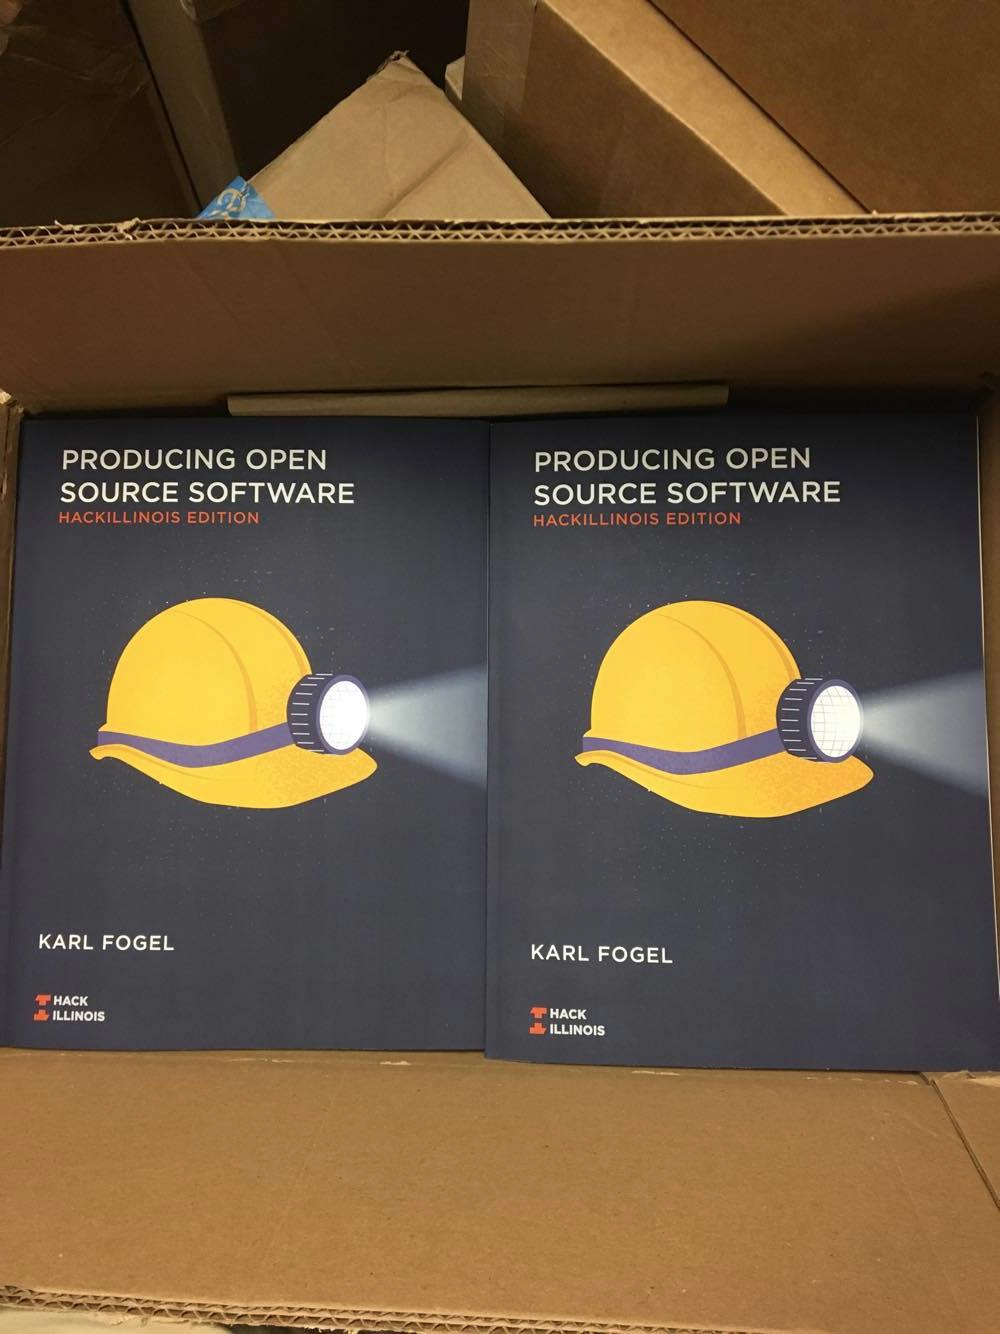 PRODUCING OPEN
SOURCE SOFTWARE
HACKILLINOIS EDITION
KARL FOGEL
HACK
ILLINOIS
PRODUCING OPEN
SOURCE SOFTWARE
HACKILLINOIS EDITION
KARL FOGEL
HACK
ILLINOIS